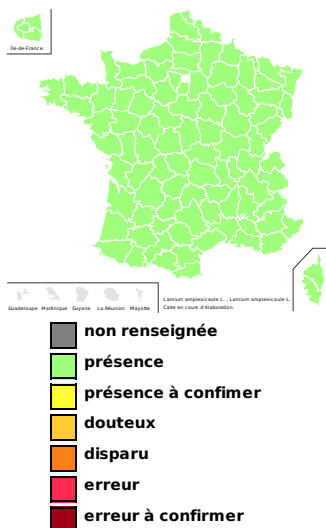 Île-de-France
Guadeloupe Martinique Guyane La Réunion Mayotte
Lamium amplexicaule L. , Lamium amplexicaule L.
Carte en cours d'élaboration.
non renseignée
présence
présence à confimer
douteux
disparu
erreur
erreur à confirmer